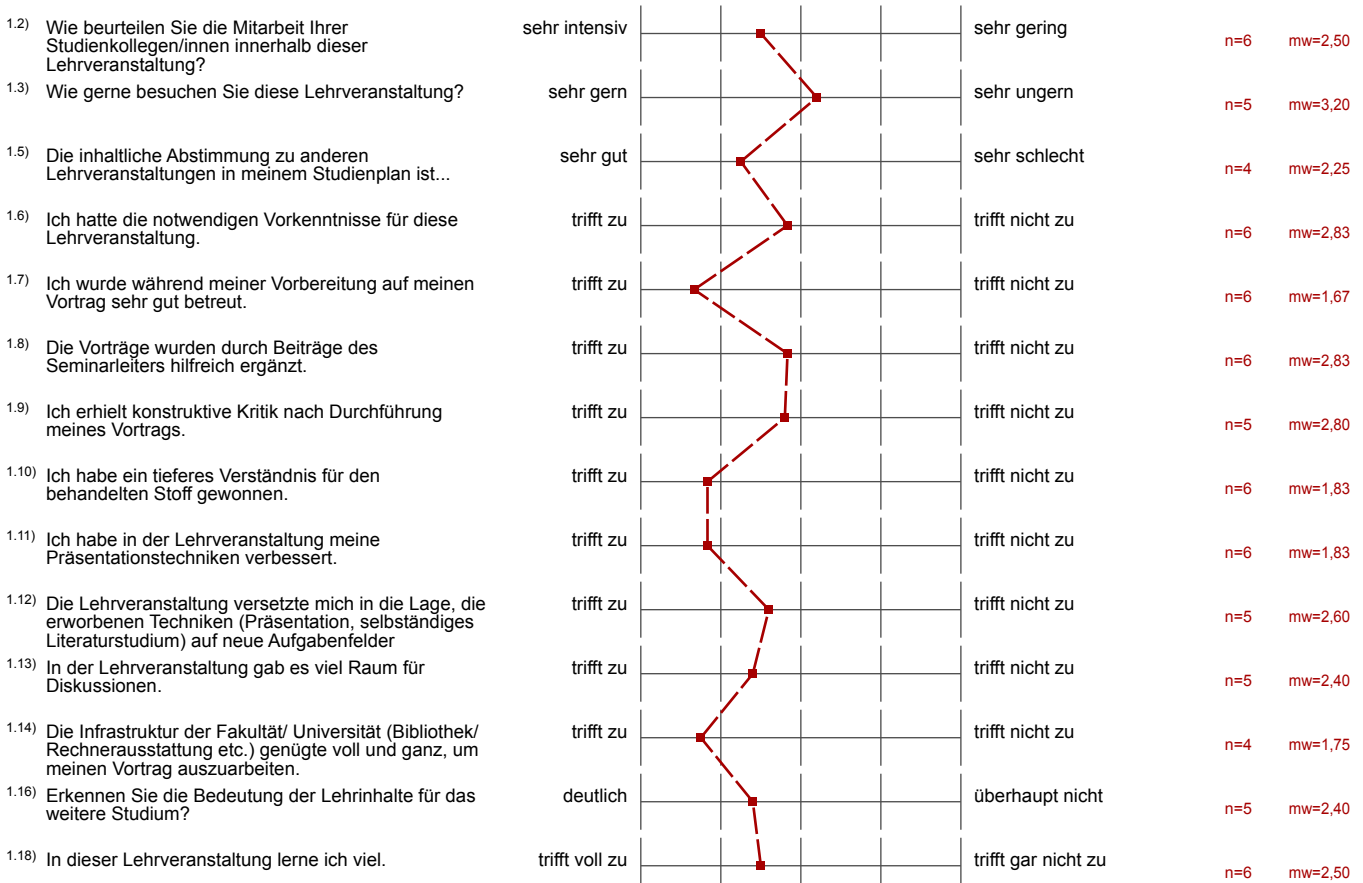 1.2) Wie beurteilen Sie die Mitarbeit Ihrer
Studienkollegen/innen innerhalb dieser
Lehrveranstaltung?
sehr intensiv
sehr gering
n=6 mw=2,50
1.3) Wie gerne besuchen Sie diese Lehrveranstaltung?
sehr gern
sehr ungern
n=5 mw=3,20
1.5) Die inhaltliche Abstimmung zu anderen
Lehrveranstaltungen in meinem Studienplan ist...
sehr gut
sehr schlecht
n=4 mw=2,25
1.6) Ich hatte die notwendigen Vorkenntnisse für diese
Lehrveranstaltung.
trifft zu
trifft nicht zu
n=6 mw=2,83
1.7) Ich wurde während meiner Vorbereitung auf meinen
Vortrag sehr gut betreut.
trifft zu
trifft nicht zu
n=6 mw=1,67
1.8) Die Vorträge wurden durch Beiträge des
Seminarleiters hilfreich ergänzt.
trifft zu
trifft nicht zu
n=6 mw=2,83
1.9) Ich erhielt konstruktive Kritik nach Durchführung
meines Vortrags.
trifft zu
trifft nicht zu
n=5 mw=2,80
1.10) Ich habe ein tieferes Verständnis für den
behandelten Stoff gewonnen.
trifft zu
trifft nicht zu
n=6 mw=1,83
1.11) Ich habe in der Lehrveranstaltung meine
Präsentationstechniken verbessert.
trifft zu
trifft nicht zu
n=6 mw=1,83
1.12) Die Lehrveranstaltung versetzte mich in die Lage, die
erworbenen Techniken (Präsentation, selbständiges
Literaturstudium) auf neue Aufgabenfelder
trifft zu
trifft nicht zu
n=5 mw=2,60
1.13) In der Lehrveranstaltung gab es viel Raum für
Diskussionen.
trifft zu
trifft nicht zu
n=5 mw=2,40
1.14) Die Infrastruktur der Fakultät/ Universität (Bibliothek/
Rechnerausstattung etc.) genügte voll und ganz, um
meinen Vortrag auszuarbeiten.
trifft zu
trifft nicht zu
n=4 mw=1,75
1.16) Erkennen Sie die Bedeutung der Lehrinhalte für das
weitere Studium?
deutlich
überhaupt nicht
n=5 mw=2,40
1.18) In dieser Lehrveranstaltung lerne ich viel.
trifft voll zu
trifft gar nicht zu
n=6 mw=2,50